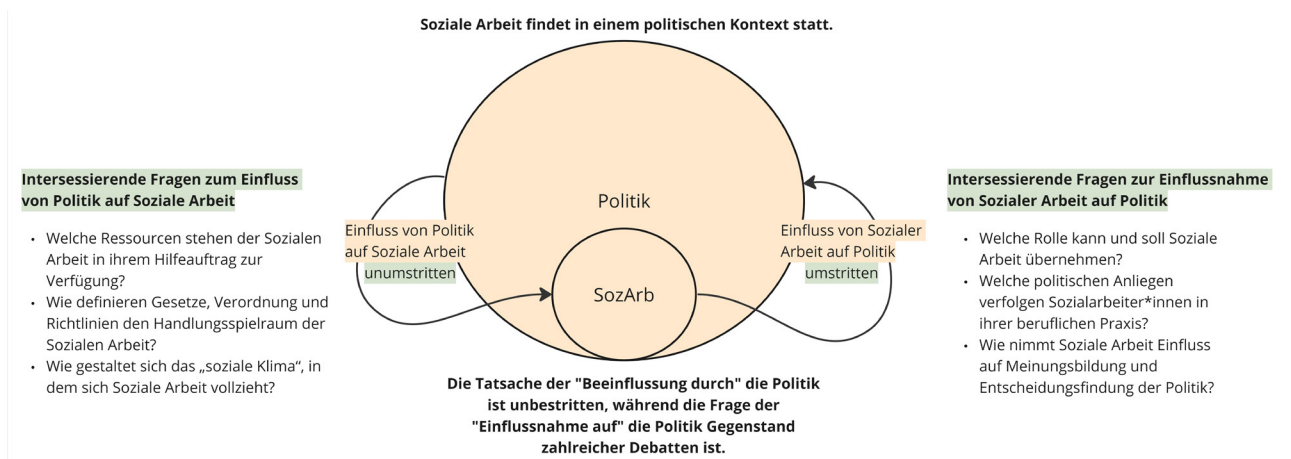 Soziale Arbeit findet in einem politischen Kontext statt.
Intersessierende Fragen zum Einfluss
von Politik auf Soziale Arbeit
• Welche Ressourcen stehen der Sozialen
Arbeit in ihrem Hilfeauftrag zur
Verfügung?
• Wie definieren Gesetze, Verordnung und
Richtlinien den Handlungsspielraum der
Sozialen Arbeit?
• Wie gestaltet sich das „soziale Klima“, in
dem sich Soziale Arbeit vollzieht?
Einfluss von Politik
auf Soziale Arbeit
unumstritten
Politik
SozArb
Einfluss von Sozialer
Arbeit auf Politik
umstritten
Die Tatsache der "Beeinflussung durch" die Politik
ist unbestritten, während die Frage der
"Einflussnahme auf" die Politik Gegenstand
zahlreicher Debatten ist.
Intersessierende Fragen zur Einflussnahme
von Sozialer Arbeit auf Politik
• Welche Rolle kann und soll Soziale
Arbeit übernehmen?
• Welche politischen Anliegen
verfolgen Sozialarbeiter*innen in
ihrer beruflichen Praxis?
• Wie nimmt Soziale Arbeit Einfluss
auf Meinungsbildung und
Entscheidungsfindung der Politik?